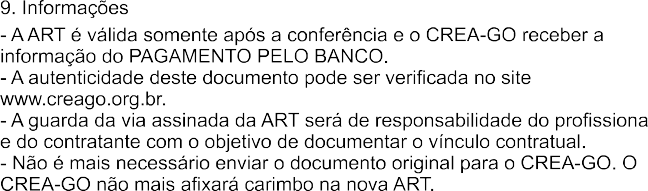 9. Informações
- A ART é válida somente após a conferência e o CREA-GO receber a
informação do PAGAMENTO PELO BANCO.
- A autenticidade deste documento pode ser verificada no site
www.creago.org.br.
- A guarda da via assinada da ART será de responsabilidade do profissiona
e do contratante com o objetivo de documentar o vínculo contratual.
- Não é mais necessário enviar o documento original para o CREA-GO. O
CREA-GO não mais afixará carimbo na nova ART.